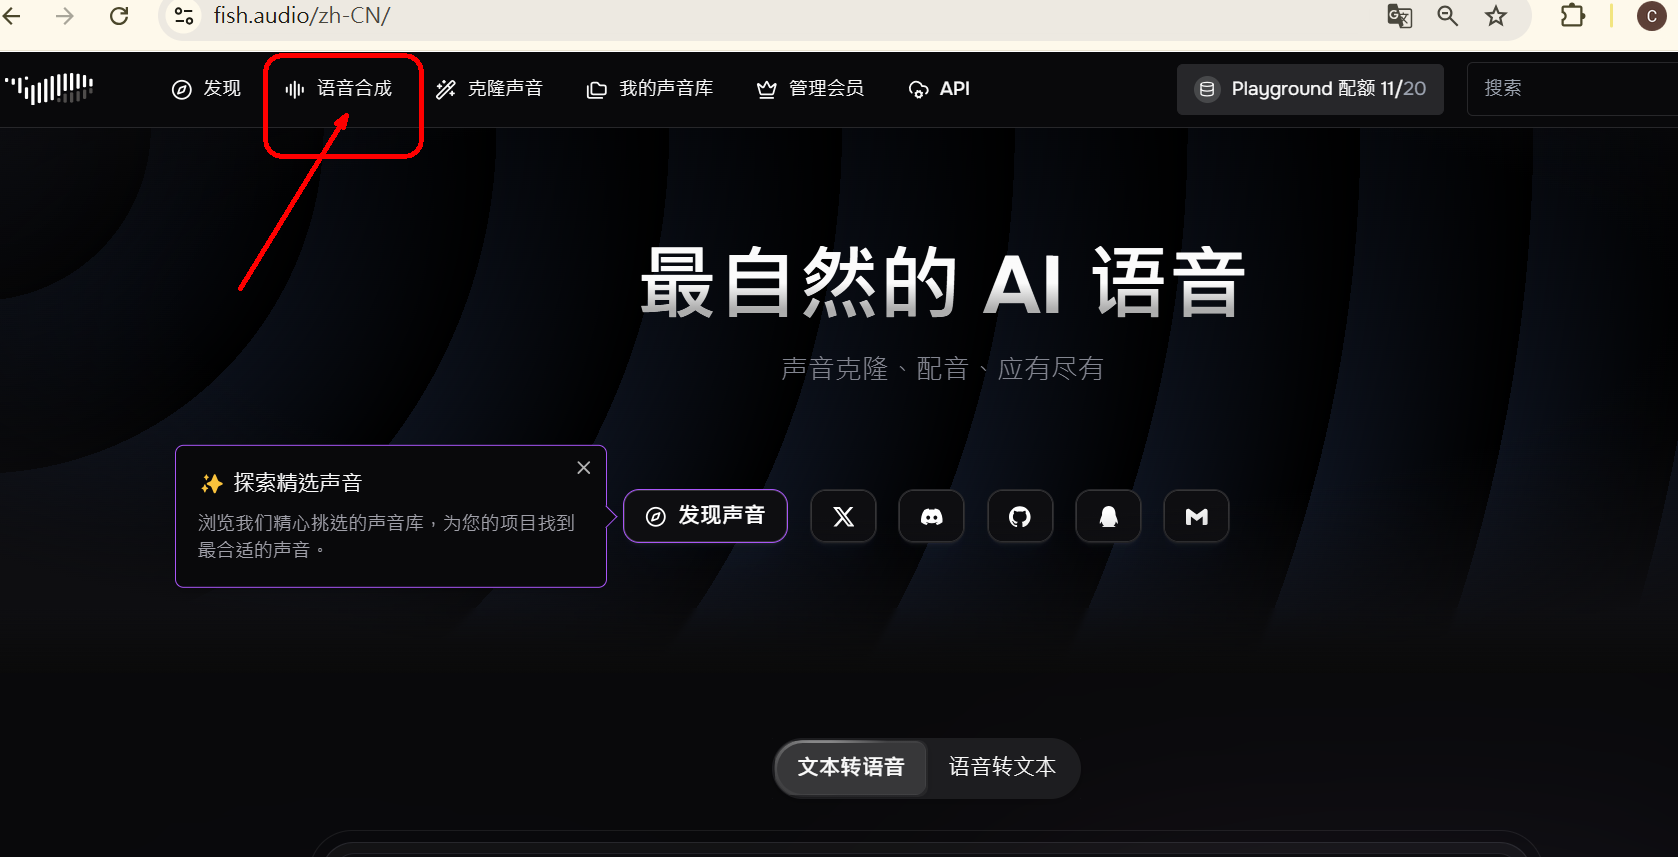 fish.audio/zh-CN/
C
发现
语音合成
克隆声音
我的声音库
管理会员
API
Playground 配额 11/20
搜索
最自然的 AI 语音
声音克隆、配音、应有尽有
✨ 探索精选声音
浏览我们精心挑选的声音库，为您的项目找到
最合适的声音。
发现声音
文本转语音
语音转文本